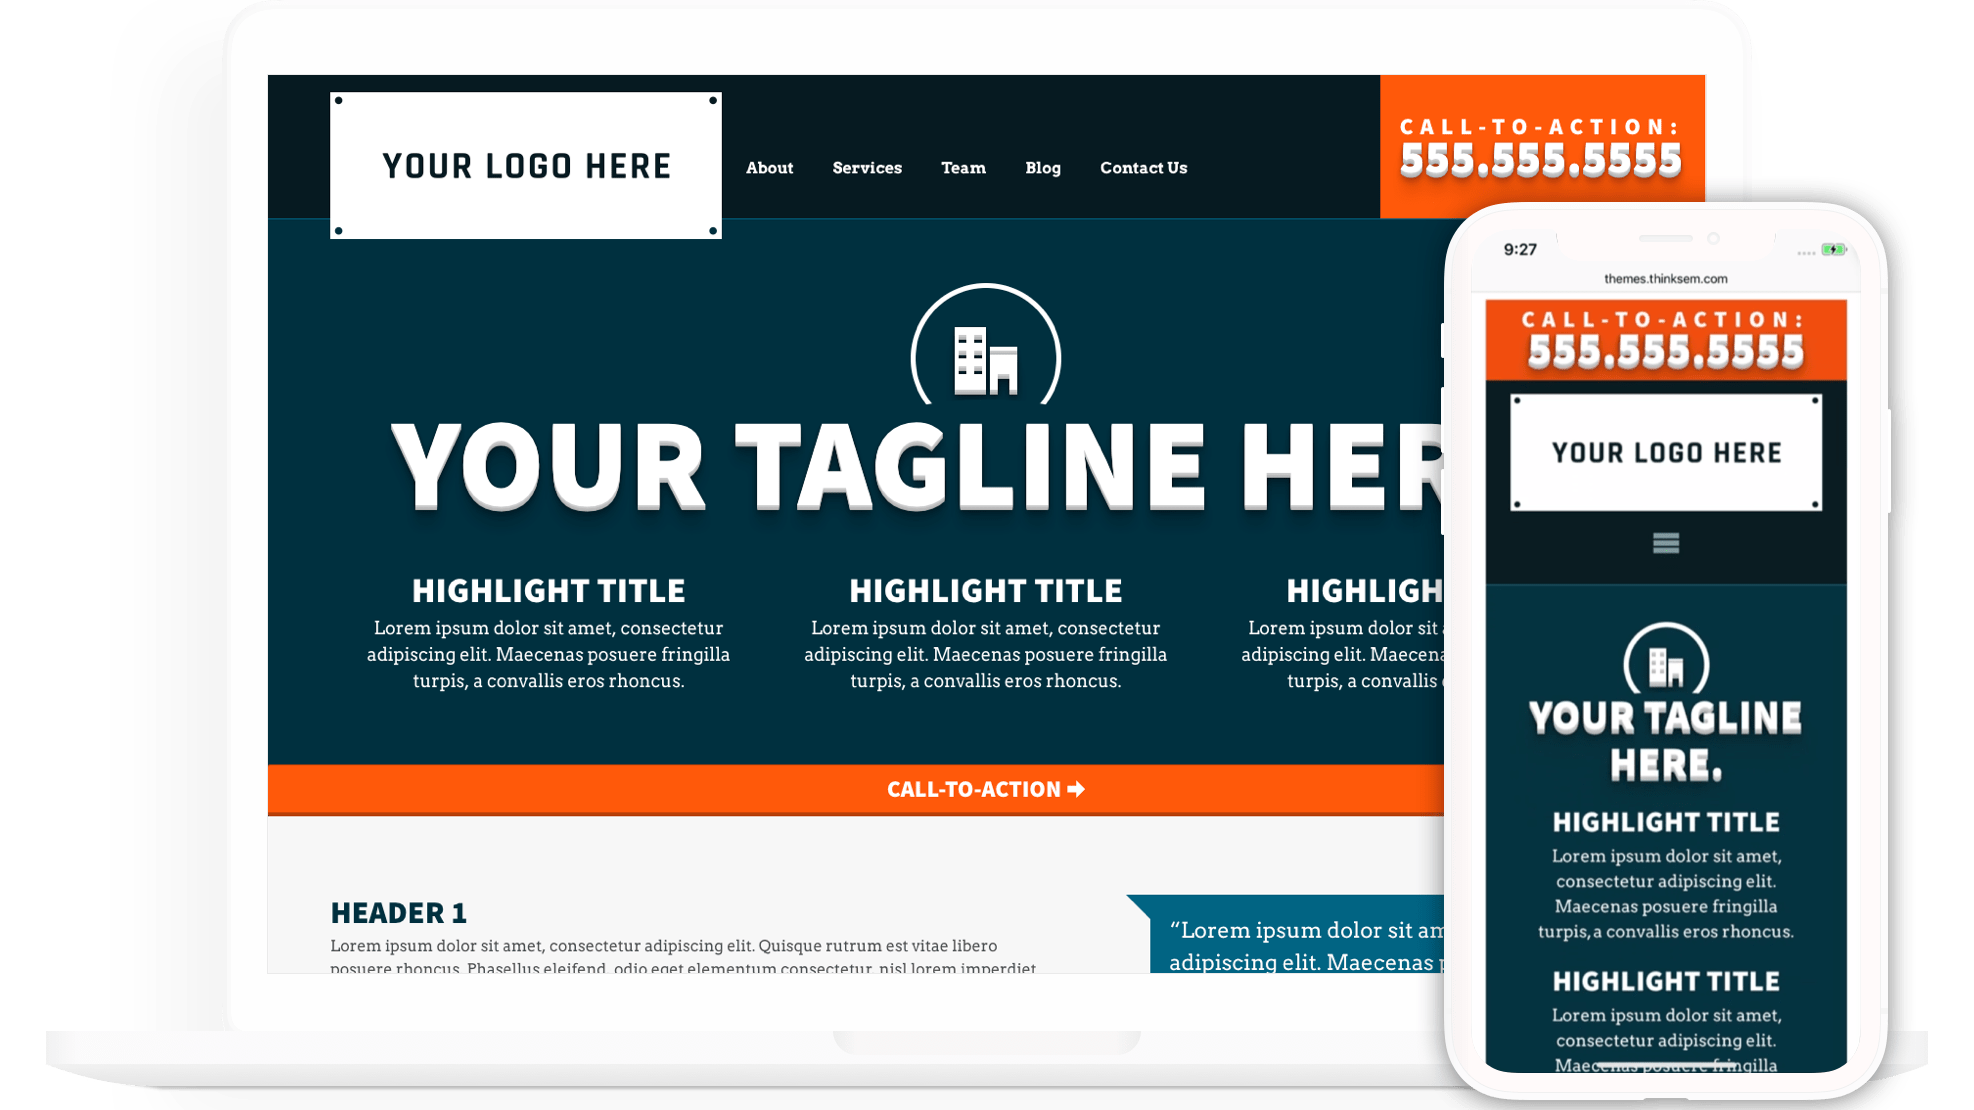 YOUR LOGO HERE
About Services Team Blog Contact Us
CALL-TO-ACTION:
555.555.5555
YOUR TAGLINE HER
HIGHLIGHT TITLE
Lorem ipsum dolor sit amet, consectetur
adipiscing elit. Maecenas posuere fringilla
turpis, a convallis eros rhoncus.
HIGHLIGHT TITLE
Lorem ipsum dolor sit amet, consectetur
adipiscing elit. Maecenas posuere fringilla
turpis, a convallis eros rhoncus.
HIGHLIGH
Lorem ipsum dolor sit
adipiscing elit. Maecena
turpis, a convallis
CALL-TO-ACTION
HEADER 1
Lorem ipsum dolor sit amet, consectetur adipiscing elit. Quisque rutrum est vitae libero
posuere rhoncus. Phasellus eleifend, odio eget elementum consectetur, nisl lorem imperdiet
“Lorem ipsum dolor sit am
adipiscing elit. Maecenas
9:27
themes.thinksem.com
CALL-TO-ACTION:
555.555.5555
YOUR LOGO HERE
YOUR TAGLINE
HERE.
HIGHLIGHT TITLE
Lorem ipsum dolor sit amet,
consectetur adipiscing elit.
Maecenas posuere fringilla
turpis, a convallis eros rhoncus.
HIGHLIGHT TITLE
Lorem ipsum dolor sit amet,
consectetur adipiscing elit.
Maecenas posuere fringilla